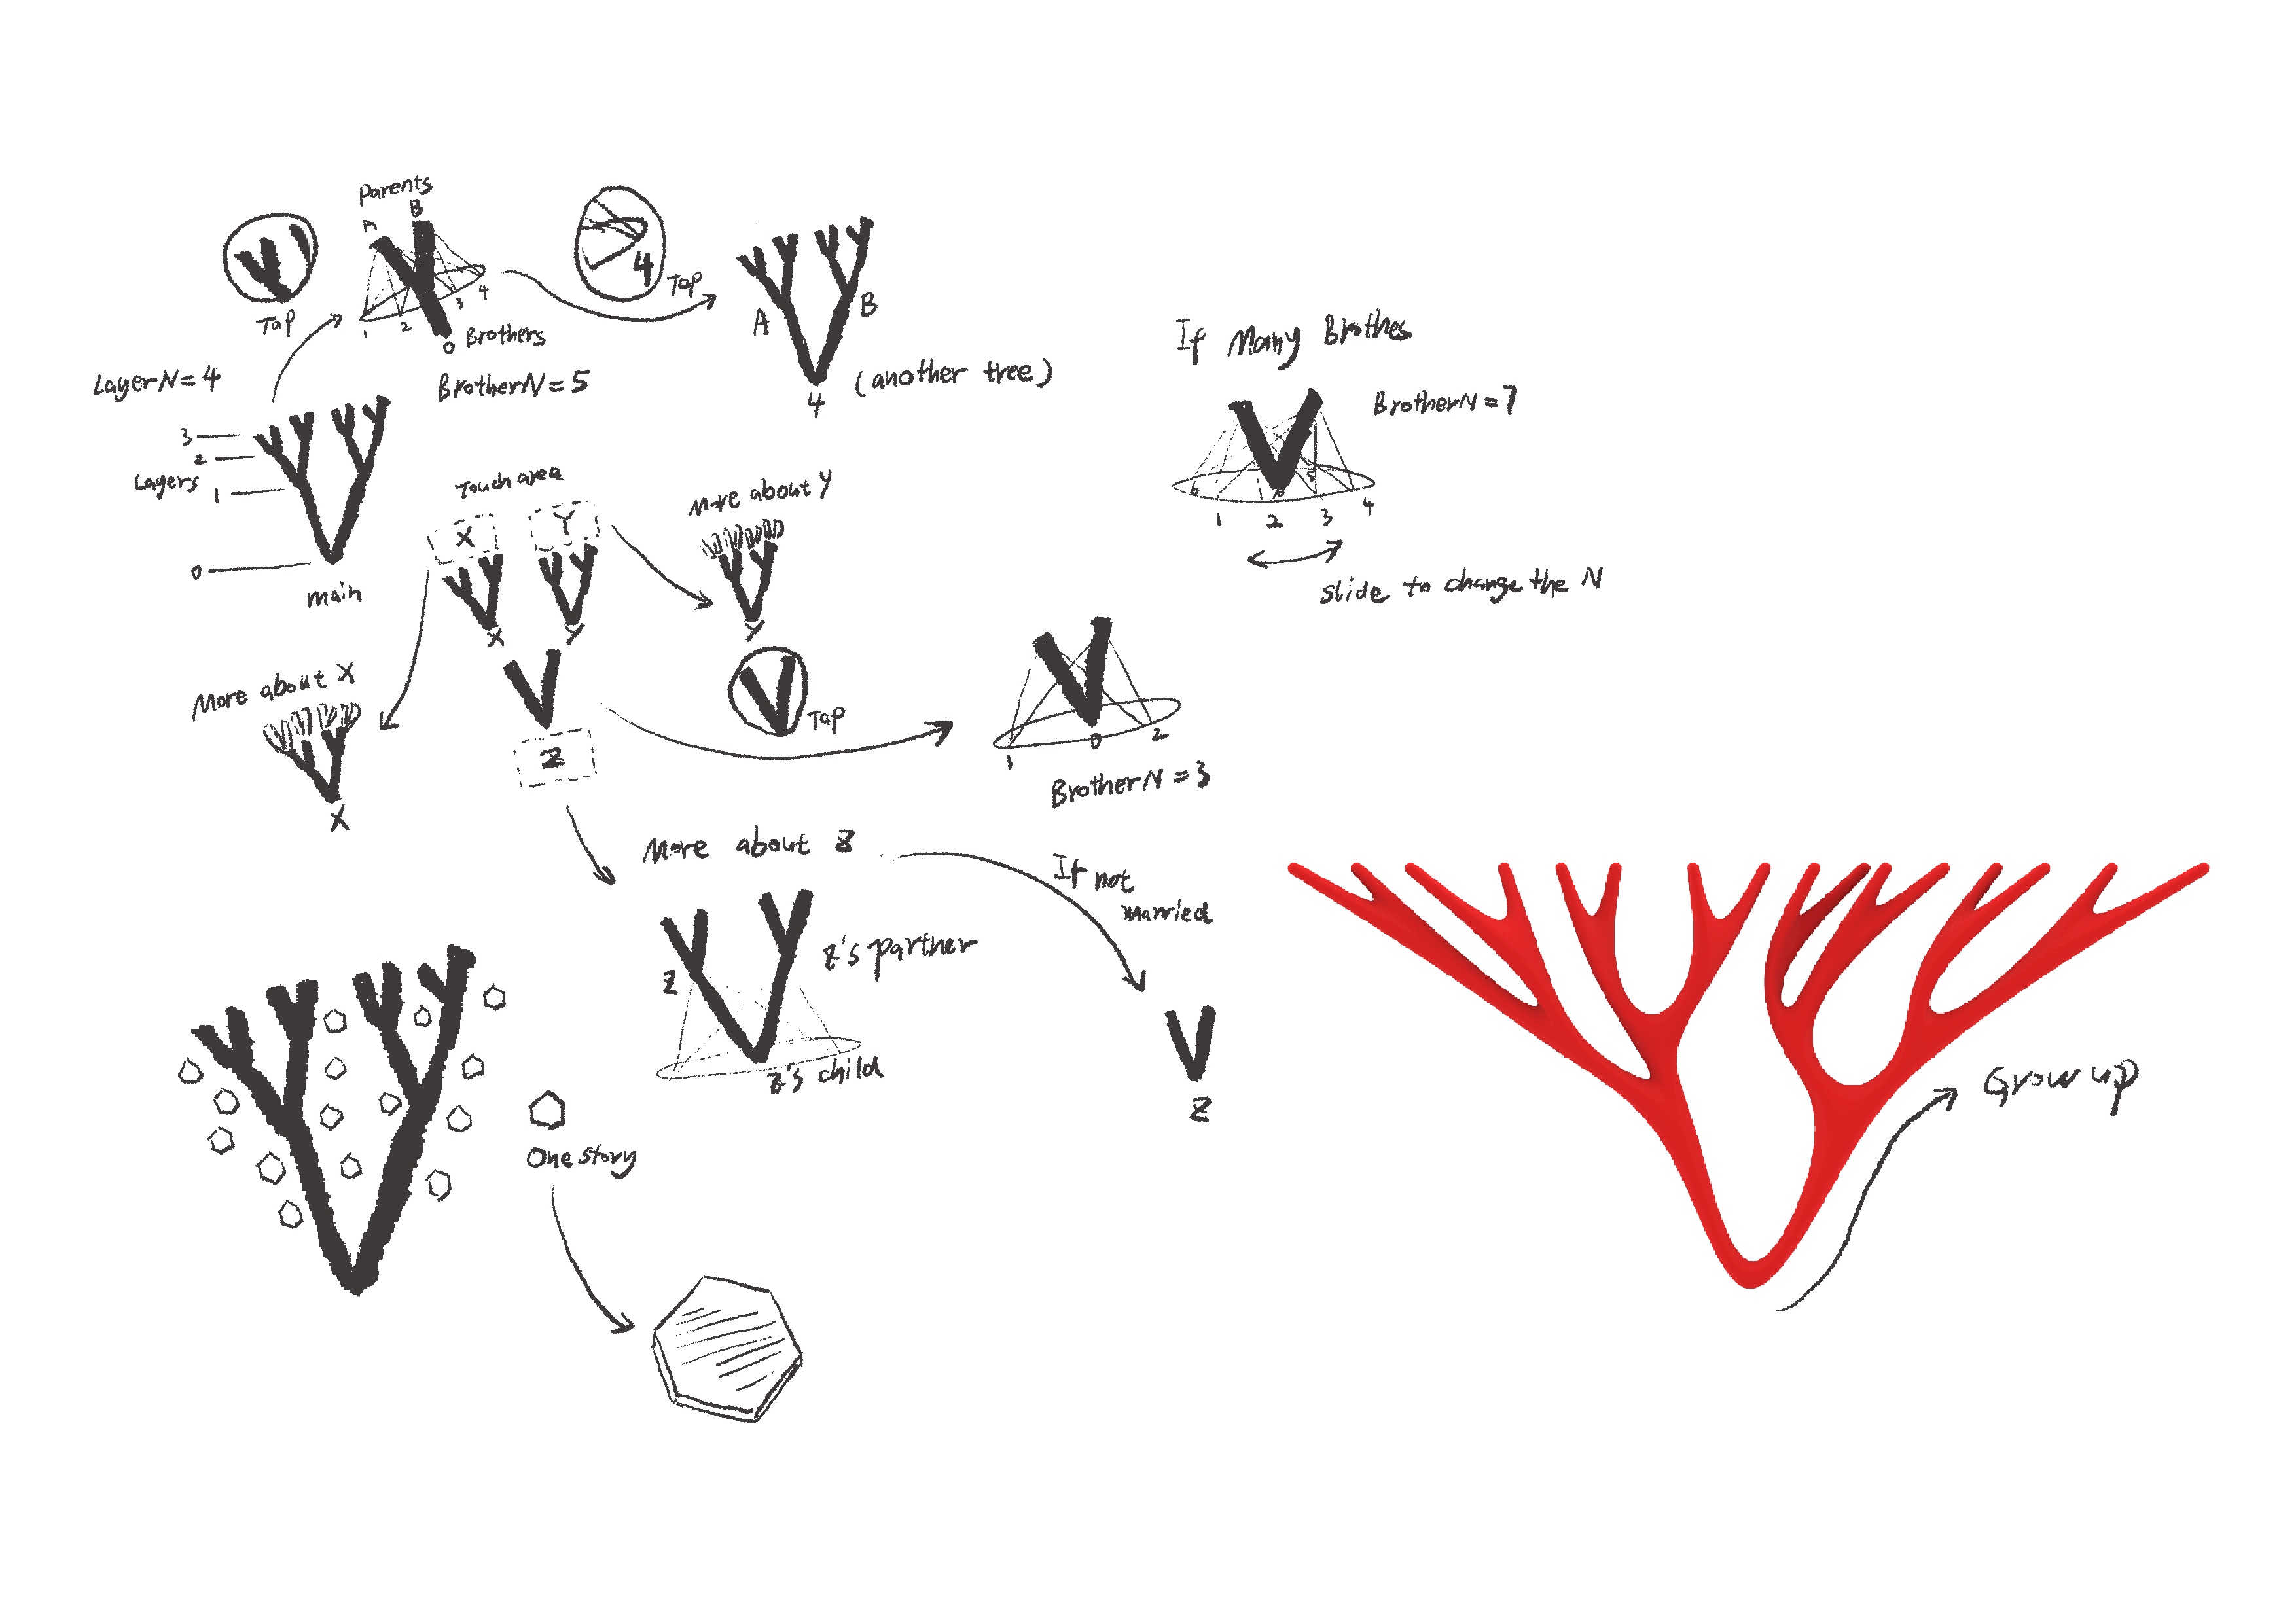 Parents
A
B
Tap
1
2
3
4
0
Brothers
BrotherN=5
4
Tap
A
B
4
(another tree)
LayerN=4
3
2
Layers
1
0
main
Touch area
X
Y
X
Y
Z
More about Y
Y
More about X
X
Tap
1
0
2
BrotherN=3
If Many Brothes
BrotherN=7
6
5
1
2
3
4
slide to change the N
More about Z
If not
married
Z
Z
Z's partner
Z's child
One story
Grow up